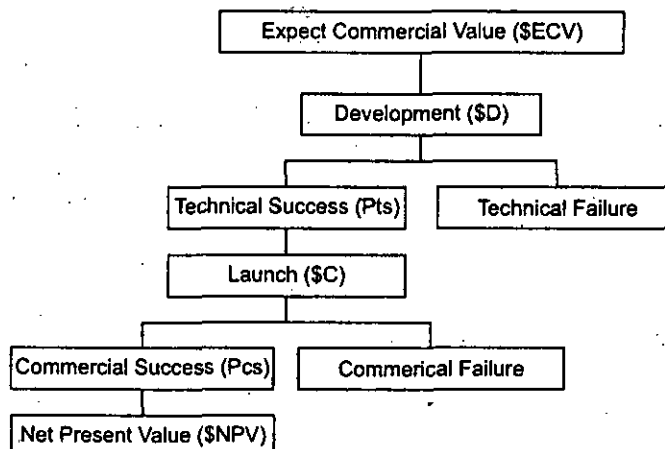 Expect Commercial Value ($ECV)
Development ($D)
Technical Success (Pts)
Technical Failure
Launch ($C)
Commercial Success (Pcs)
Commerical Failure
Net Present Value ($NPV)